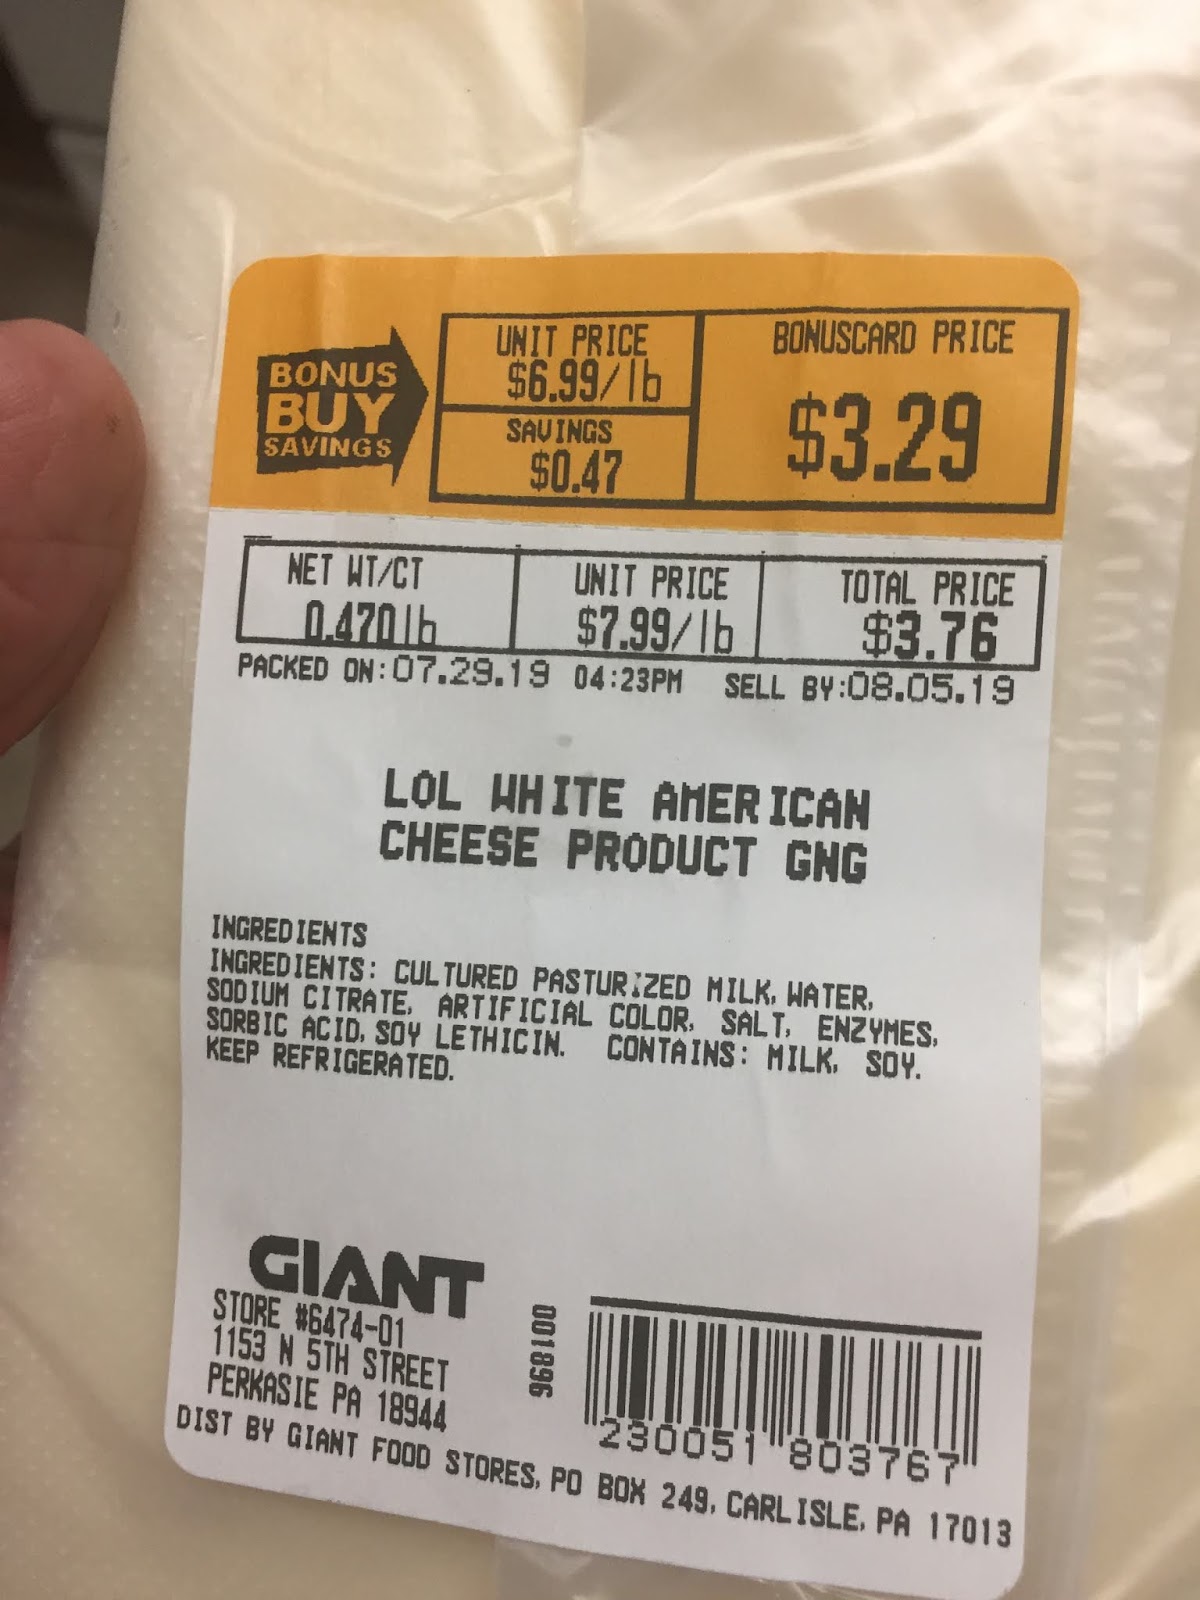 BONUS
BUY
SAVINGS
UNIT PRICE
$6.99/lb
SAVINGS
$0.47
BONUSCARD PRICE
$3.29
NET WT/CT
0.470 lb
UNIT PRICE
$7.99/lb
TOTAL PRICE
$3.76
PACKED ON:07.29.19 04:23PM SELL BY:08.05.19
LOL WHITE AMERICAN
CHEESE PRODUCT GNG
INGREDIENTS
INGREDIENTS: CULTURED PASTURIZED MILK, WATER,
SODIUM CITRATE, ARTIFICIAL COLOR, SALT, ENZYMES,
SORBIC ACID, SOY LETHICIN. CONTAINS: MILK, SOY.
KEEP REFRIGERATED.
GIANT
STORE #6474-01
1153 N 5TH STREET
PERKASIE PA 18944
DIST BY GIANT FOOD STORES, PO BOX 249, CARLISLE, PA 17013
001896
230051 803767